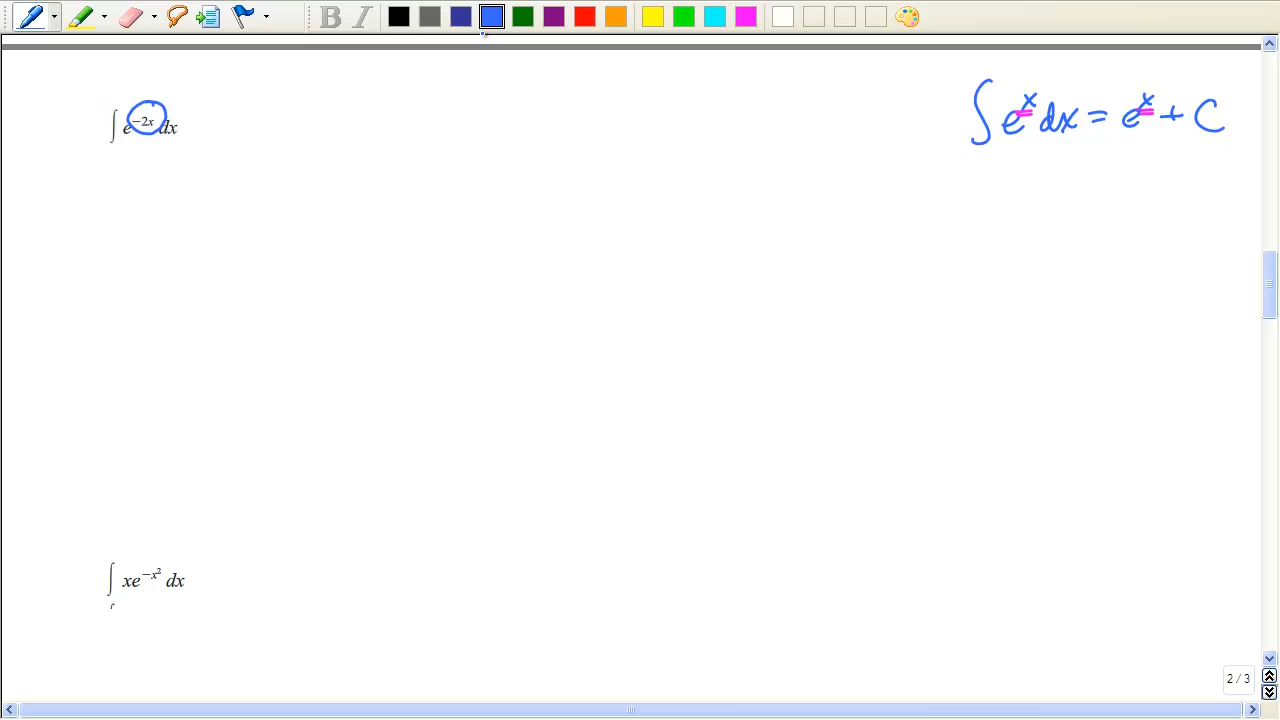 B I
∫ e^{-2x} dx
∫ e^x dx = e^x + C
∫ xe^{-x^2} dx
2 / 3